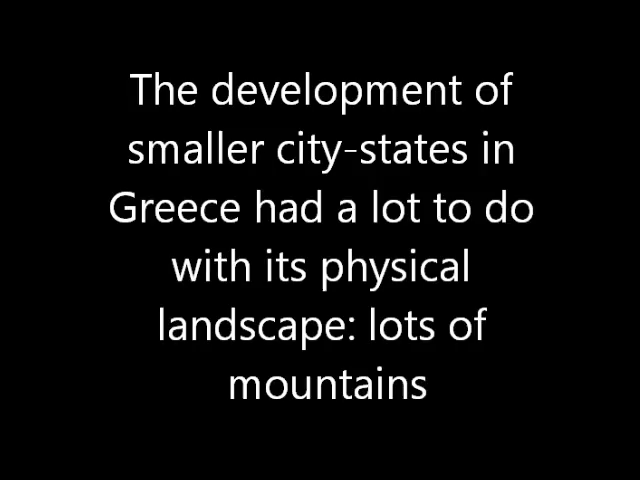 The development of
smaller city-states in
Greece had a lot to do
with its physical
landscape: lots of
mountains